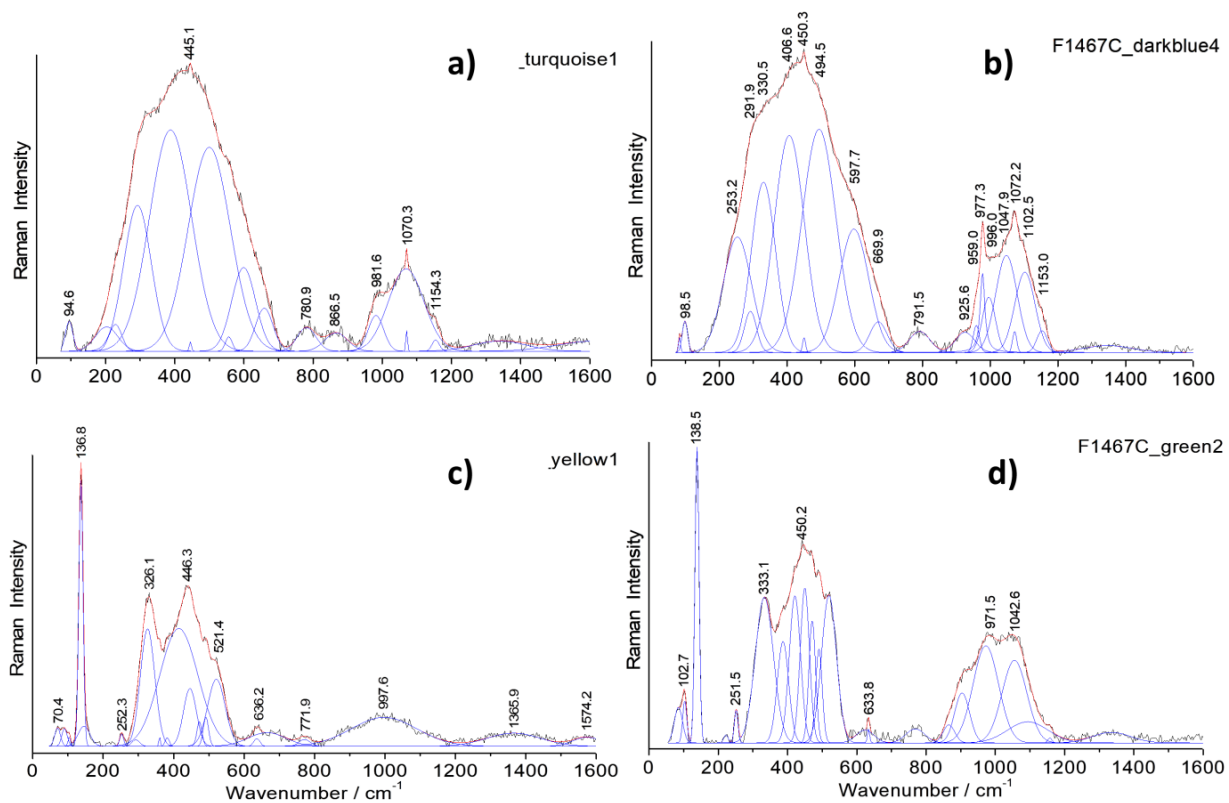 a)
_turquoise1
Raman Intensity
94.6
445.1
780.9
866.5
981.6
1070.3
1154.3
0 200 400 600 800 1000 1200 1400 1600
b)
F1467C_darkblue4
Raman Intensity
98.5
253.2
291.9
330.5
406.6
450.3
494.5
597.7
669.9
791.5
925.6
959.0
977.3
996.0
1047.9
1072.2
1102.5
1153.0
0 200 400 600 800 1000 1200 1400 1600
c)
_yellow1
Raman Intensity
70.4
136.8
252.3
326.1
446.3
521.4
636.2
771.9
997.6
1365.9
1574.2
0 200 400 600 800 1000 1200 1400 1600
Wavenumber / cm⁻¹
d)
F1467C_green2
Raman Intensity
102.7
138.5
251.5
333.1
450.2
633.8
971.5
1042.6
0 200 400 600 800 1000 1200 1400 1600
Wavenumber / cm⁻¹